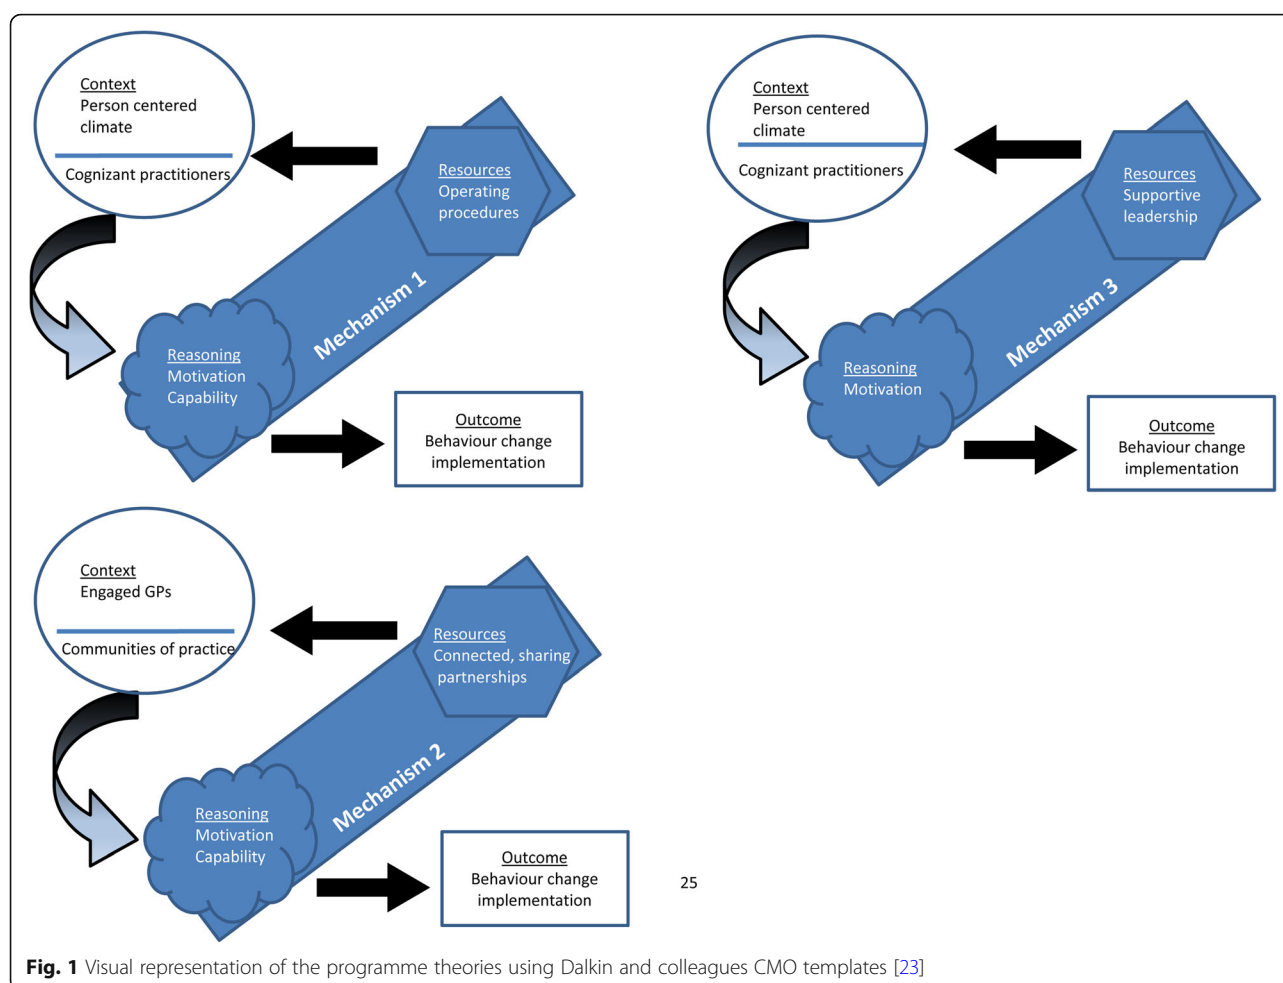 Context
Person centered
climate
Cognizant practitioners
Resources
Operating
procedures
Mechanism 1
Reasoning
Motivation
Capability
Outcome
Behaviour change
implementation
Context
Person centered
climate
Cognizant practitioners
Resources
Supportive
leadership
Mechanism 3
Reasoning
Motivation
Outcome
Behaviour change
implementation
Context
Engaged GPs
Communities of practice
Resources
Connected, sharing
partnerships
Mechanism 2
Reasoning
Motivation
Capability
Outcome
Behaviour change
implementation
25
Fig. 1 Visual representation of the programme theories using Dalkin and colleagues CMO templates [23]